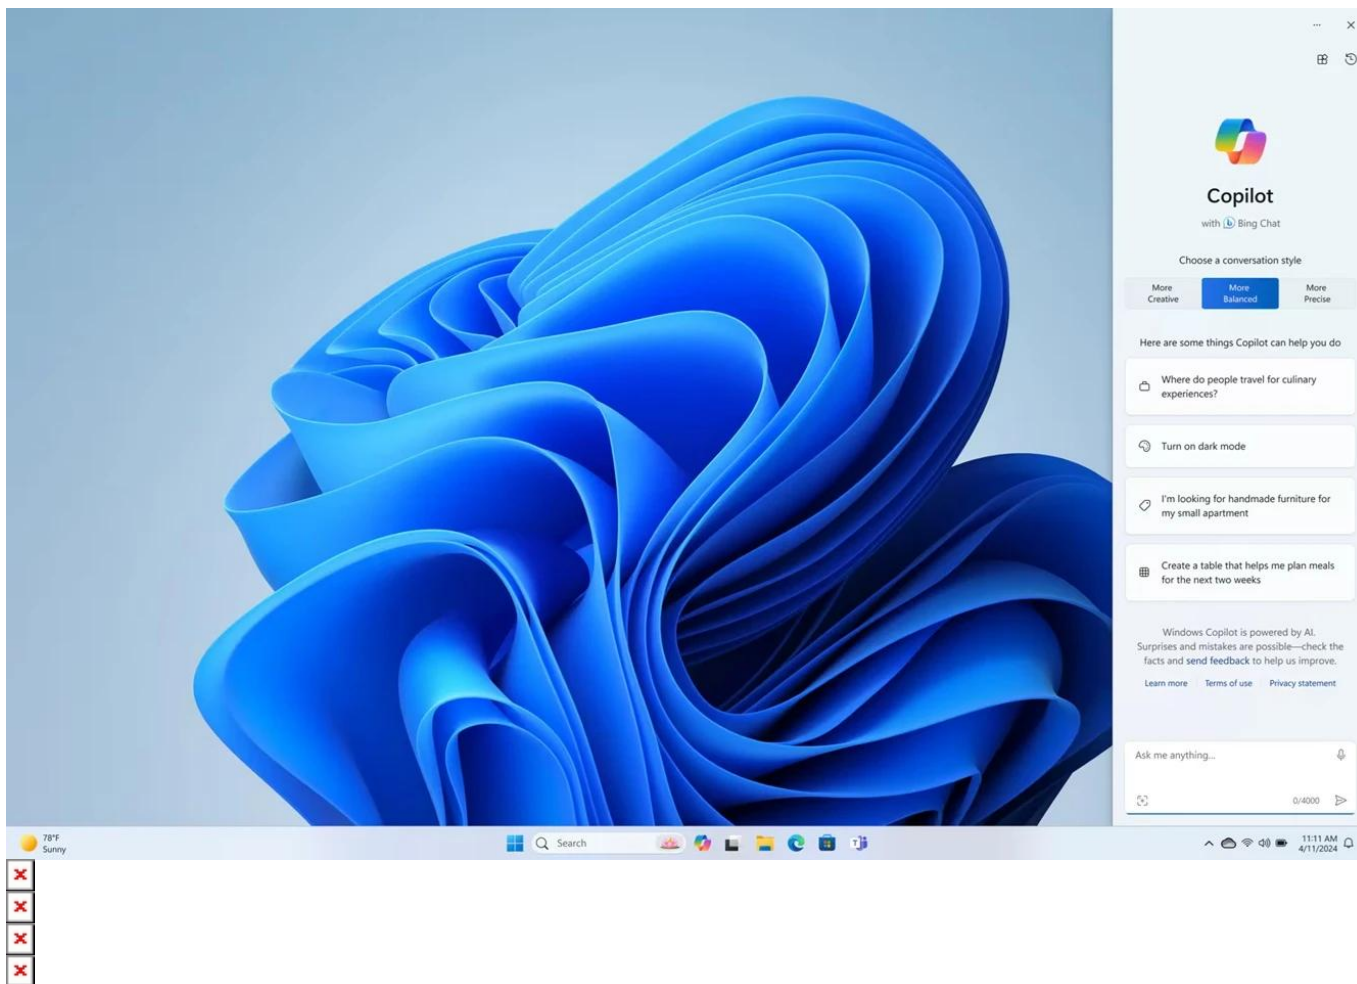 Copilot
with Bing Chat
Choose a conversation style
More
Creative
More
Balanced
More
Precise
Here are some things Copilot can help you do
Where do people travel for culinary
experiences?
Turn on dark mode
I'm looking for handmade furniture for
my small apartment
Create a table that helps me plan meals
for the next two weeks
Windows Copilot is powered by AI.
Surprises and mistakes are possible—check the
facts and send feedback to help us improve.
Learn more Terms of use Privacy statement
Ask me anything...
0/4000
78°F
Sunny
Search
11:11 AM
4/11/2024